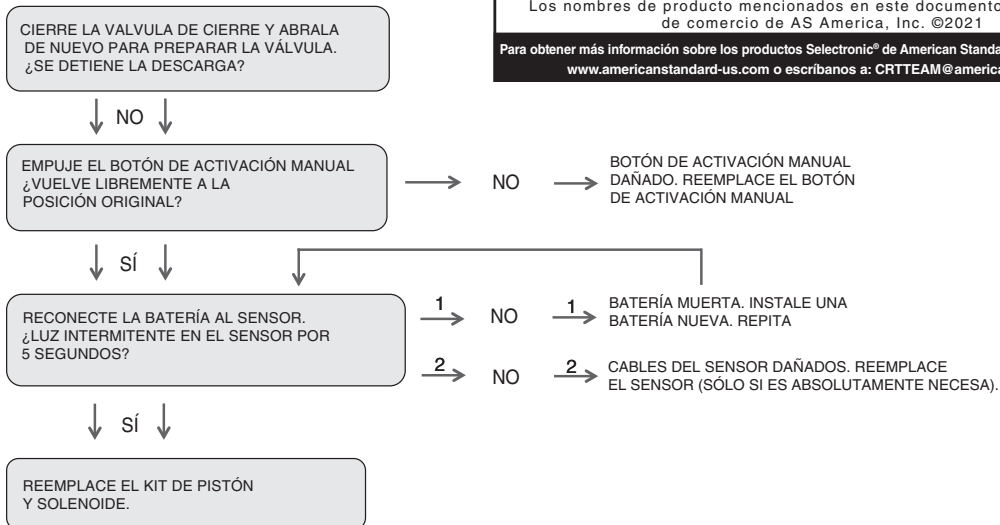 CIERRE LA VALVULA DE CIERRE Y ABRALA
DE NUEVO PARA PREPARAR LA VÁLVULA.
¿SE DETIENE LA DESCARGA?
Los nombres de producto mencionados en este documento
de comercio de AS America, Inc. ©2021
Para obtener más información sobre los productos Selectronic® de American
www.americanstandard-us.com o escríbanos a:
NO
EMPUJE EL BOTÓN DE ACTIVACIÓN MANUAL
¿VUELVE LIBREMENTE A LA
POSICIÓN ORIGINAL?
NO
BOTÓN DE ACTIVACIÓN MANUAL
DAÑADO. REEMPLACE EL BOTÓN
DE ACTIVACIÓN MANUAL
SÍ
RECONECTE LA BATERÍA AL SENSOR.
¿LUZ INTERMITENTE EN EL SENSOR POR
5 SEGUNDOS?
1 NO 1 BATERÍA MUERTA. INSTALE UNA
BATERÍA NUEVA. REPITA
2 NO 2 CABLES DEL SENSOR DAÑADOS. REEMPLACE
EL SENSOR (SÓLO SI ES ABSOLUTAMENTE NECESA).
SÍ
REEMPLACE EL KIT DE PISTÓN
Y SOLENOIDE.